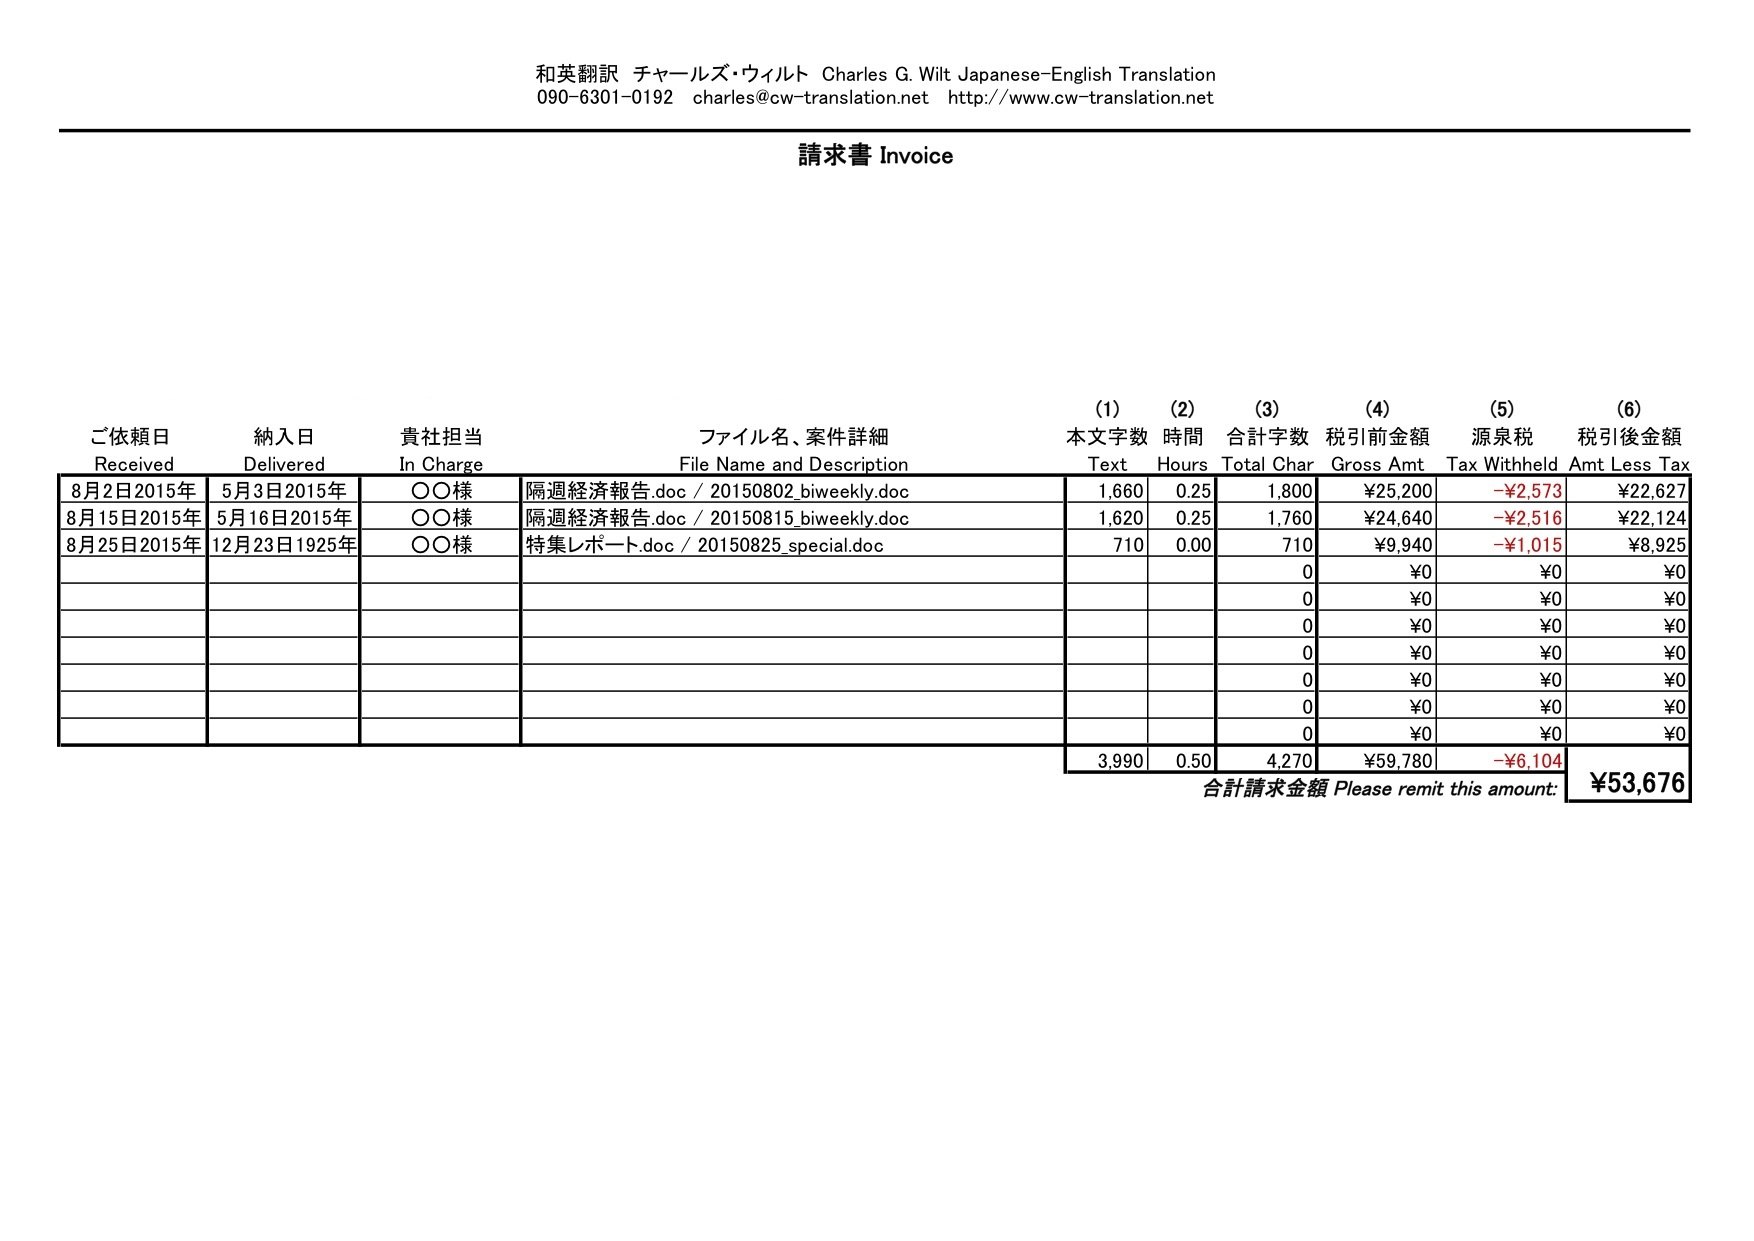 和英翻訳 チャールズ・ウィルト Charles G. Wilt Japanese-English Translation
090-6301-0192 charles@cw-translation.net http://www.cw-translation.net
請求書 Invoice
(1) (2) (3) (4) (5) (6)
ご依頼日 納入日 貴社担当 ファイル名、案件詳細 本文字数 時間 合計字数 税引前金額 源泉税 税引後金額
Received Delivered In Charge File Name and Description Text Hours Total Char Gross Amt Tax Withheld Amt Less Tax
8月2日2015年 5月3日2015年 〇〇様 隔週経済報告.doc / 20150802_biweekly.doc 1,660 0.25 1,800 ¥25,200 -¥2,573 ¥22,627
8月15日2015年 5月16日2015年 〇〇様 隔週経済報告.doc / 20150815_biweekly.doc 1,620 0.25 1,760 ¥24,640 -¥2,516 ¥22,124
8月25日2015年 12月23日1925年 〇〇様 特集レポート.doc / 20150825_special.doc 710 0.00 710 ¥9,940 -¥1,015 ¥8,925
0 ¥0 ¥0 ¥0
0 ¥0 ¥0 ¥0
0 ¥0 ¥0 ¥0
0 ¥0 ¥0 ¥0
0 ¥0 ¥0 ¥0
0 ¥0 ¥0 ¥0
0 ¥0 ¥0 ¥0
3,990 0.50 4,270 ¥59,780 -¥6,104
合計請求金額 Please remit this amount: ¥53,676